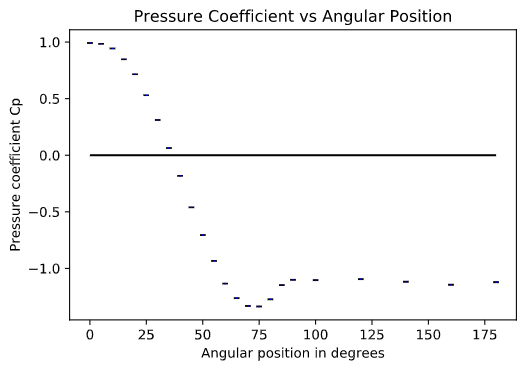 Pressure Coefficient vs Angular Position
1.0
0.5
0.0
−0.5
−1.0
Pressure coefficient Cp
0 25 50 75 100 125 150 175
Angular position in degrees